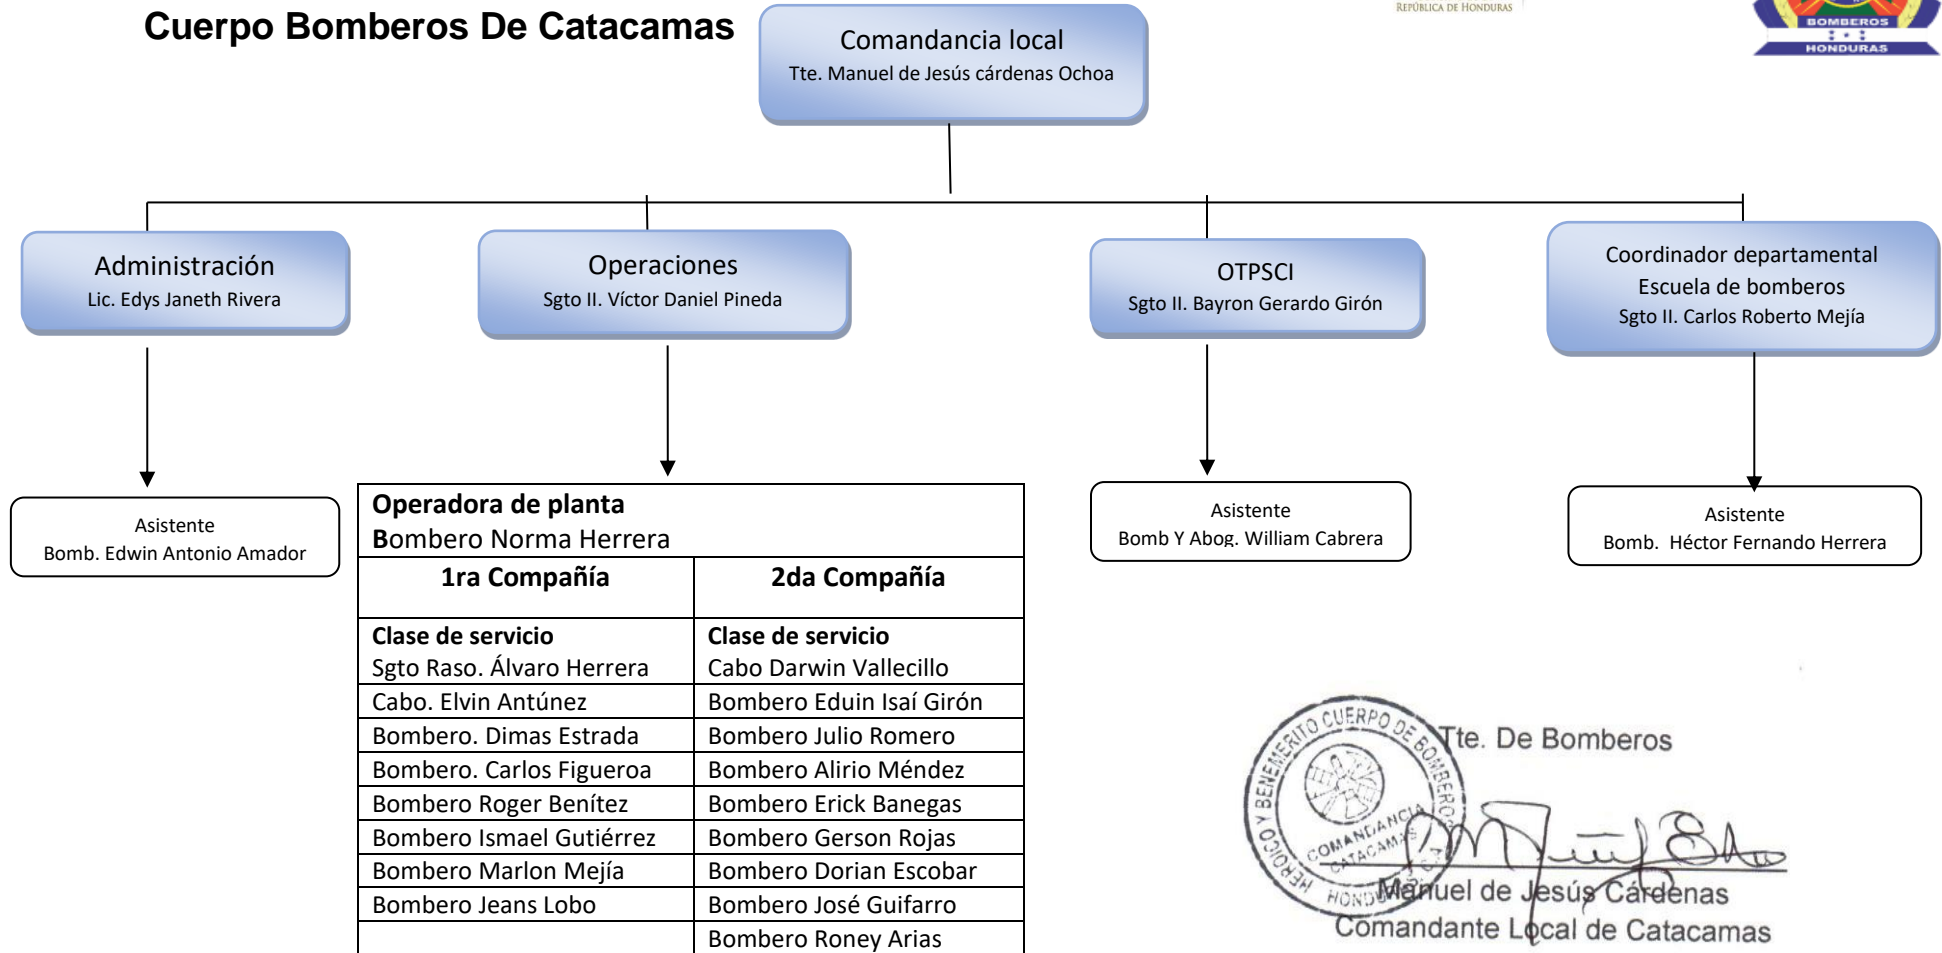 REPÚBLICA DE HONDURAS
BOMBEROS
HONDURAS
Cuerpo Bomberos De Catacamas
Comandancia local
Tte. Manuel de Jesús cárdenas Ochoa
Administración
Lic. Edys Janeth Rivera
Operaciones
Sgto II. Víctor Daniel Pineda
OTPSCI
Sgto II. Bayron Gerardo Girón
Coordinador departamental
Escuela de bomberos
Sgto II. Carlos Roberto Mejía
Asistente
Bomb. Edwin Antonio Amador
Operadora de planta
Bombero Norma Herrera
1ra Compañía
2da Compañía
Clase de servicio
Sgto Raso. Álvaro Herrera
Clase de servicio
Cabo Darwin Vallecillo
Cabo. Elvin Antúnez
Bombero Eduin Isaí Girón
Bombero. Dimas Estrada
Bombero Julio Romero
Bombero. Carlos Figueroa
Bombero Alirio Méndez
Bombero Roger Benítez
Bombero Erick Banegas
Bombero Ismael Gutiérrez
Bombero Gerson Rojas
Bombero Marlon Mejía
Bombero Dorian Escobar
Bombero Jeans Lobo
Bombero José Guifarro
Bombero Roney Arias
Asistente
Bomb Y Abog. William Cabrera
Asistente
Bomb. Héctor Fernando Herrera
HEROICO Y BENEMERITO CUERPO DE BOMBEROS
COMANDANCIA
CATACAMAS
Tte. De Bomberos
Manuel de Jesús Cárdenas
Comandante Local de Catacamas